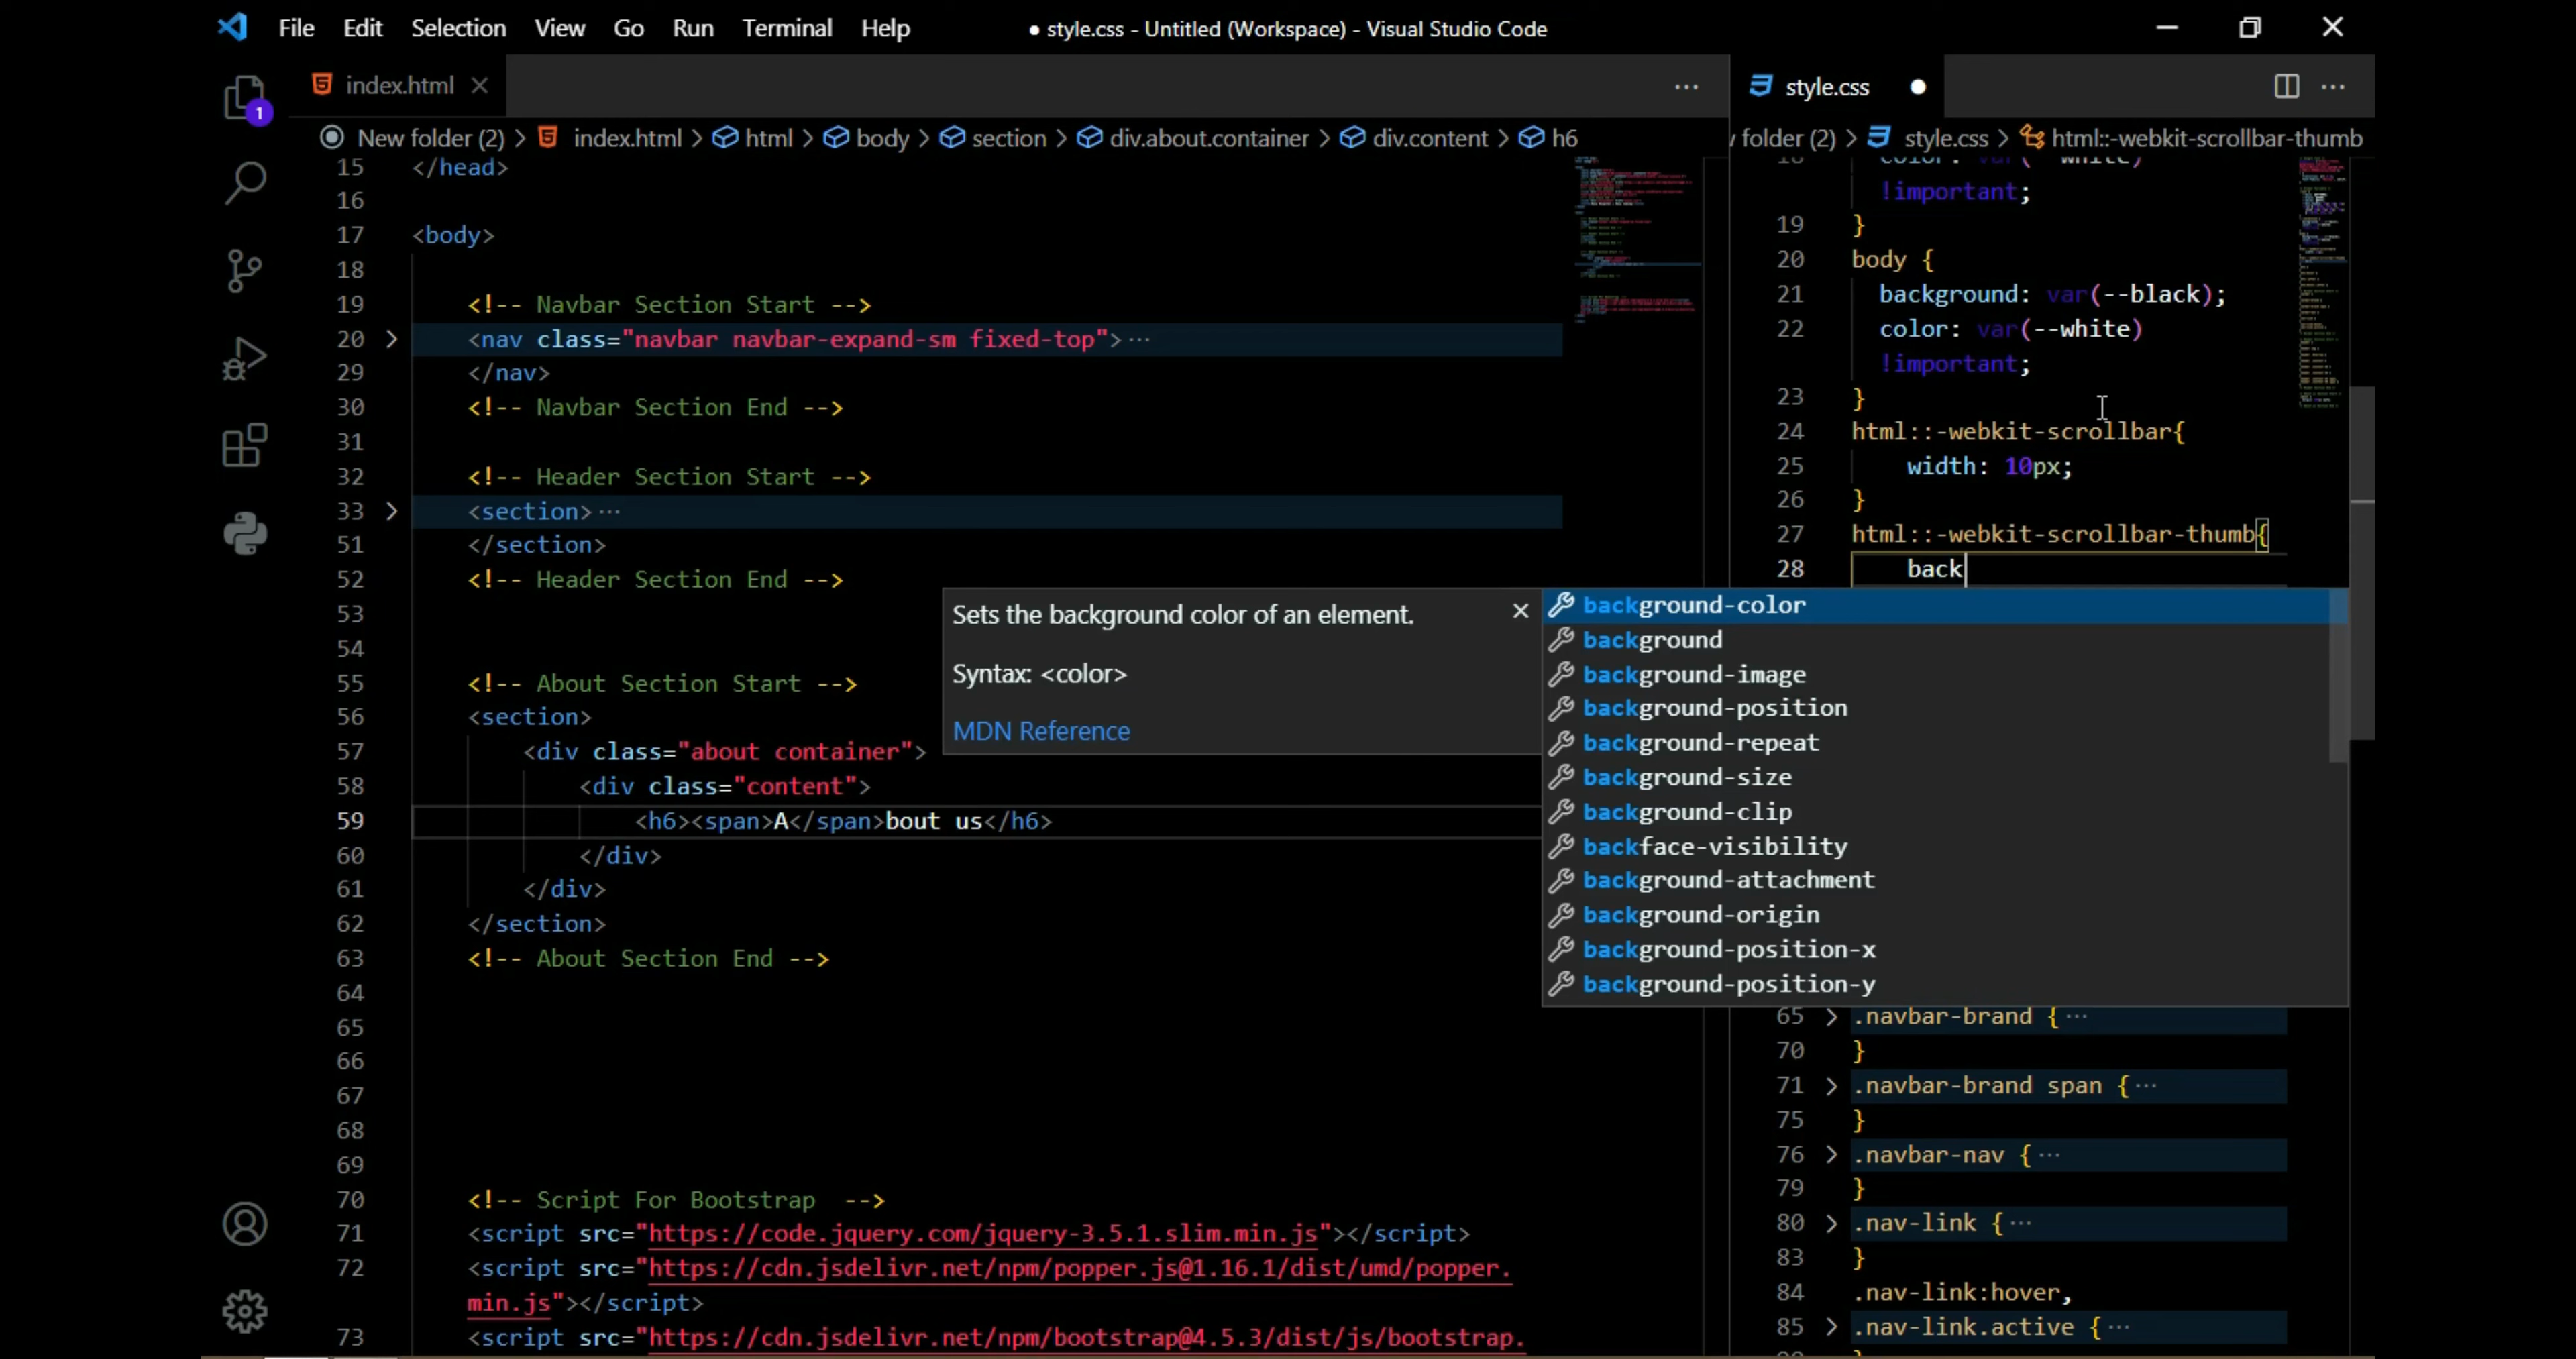 File Edit Selection View Go Run Terminal Help
● style.css - Untitled (Workspace) - Visual Studio Code
1
index.html
New folder (2) > index.html > html > body > section > div.about.container > div.content > h6
15 </head>
16
17 <body>
18
19 <!-- Navbar Section Start -->
20 <nav class="navbar navbar-expand-sm fixed-top">···
29 </nav>
30 <!-- Navbar Section End -->
31
32 <!-- Header Section Start -->
33 <section>···
51 </section>
52 <!-- Header Section End -->
53
54
55 <!-- About Section Start -->
56 <section>
57 <div class="about container">
58 <div class="content">
59 <h6><span>A</span>bout us</h6>
60 </div>
61 </div>
62 </section>
63 <!-- About Section End -->
64
65
66
67
68
69
70 <!-- Script For Bootstrap -->
71 <script src="https://code.jquery.com/jquery-3.5.1.slim.min.js"></script>
72 <script src="https://cdn.jsdelivr.net/npm/popper.js@1.16.1/dist/umd/popper.
min.js"></script>
73 <script src="https://cdn.jsdelivr.net/npm/bootstrap@4.5.3/dist/js/bootstrap.
style.css ●
folder (2) > style.css > html::-webkit-scrollbar-thumb
18 color: var(--white)
!important;
19 }
20 body {
21 background: var(--black);
22 color: var(--white)
!important;
23 }
24 html::-webkit-scrollbar{
25 width: 10px;
26 }
27 html::-webkit-scrollbar-thumb{
28 back
Sets the background color of an element.
Syntax: <color>
MDN Reference
background-color
background
background-image
background-position
background-repeat
background-size
background-clip
backface-visibility
background-attachment
background-origin
background-position-x
background-position-y
65 .navbar-brand {···
70 }
71 .navbar-brand span {···
75 }
76 .navbar-nav {···
79 }
80 .nav-link {···
83 }
84 .nav-link:hover,
85 .nav-link.active {···